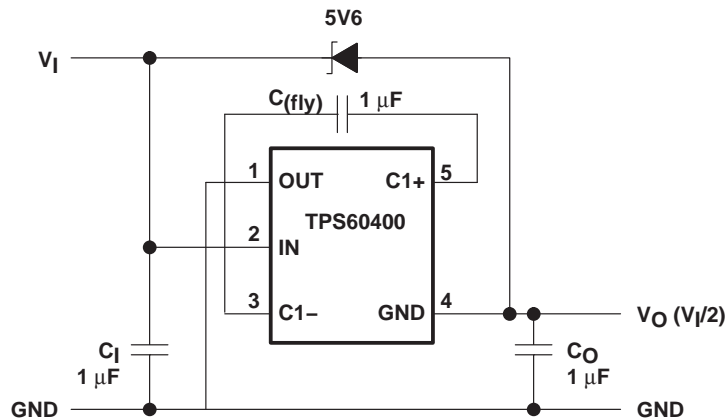 5V6
VI
C(fly)
1 μF
1
OUT
C1+
5
TPS60400
2
IN
3
C1−
GND
4
VO (VI/2)
CI
1 μF
CO
1 μF
GND
GND